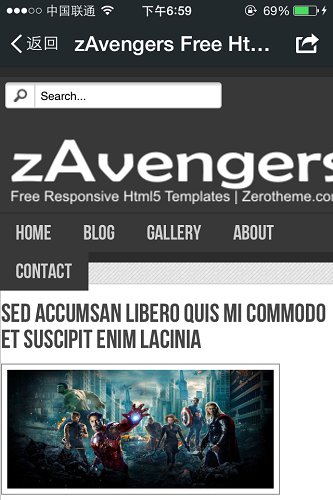 中国联通 下午6:59 69%
返回 zAvengers Free Ht...
Search...
zAvengers
Free Responsive Html5 Templates | Zerotheme.com
HOME BLOG GALLERY ABOUT
CONTACT
SED ACCUMSAN LIBERO QUIS MI COMMODO
ET SUSCIPIT ENIM LACINIA